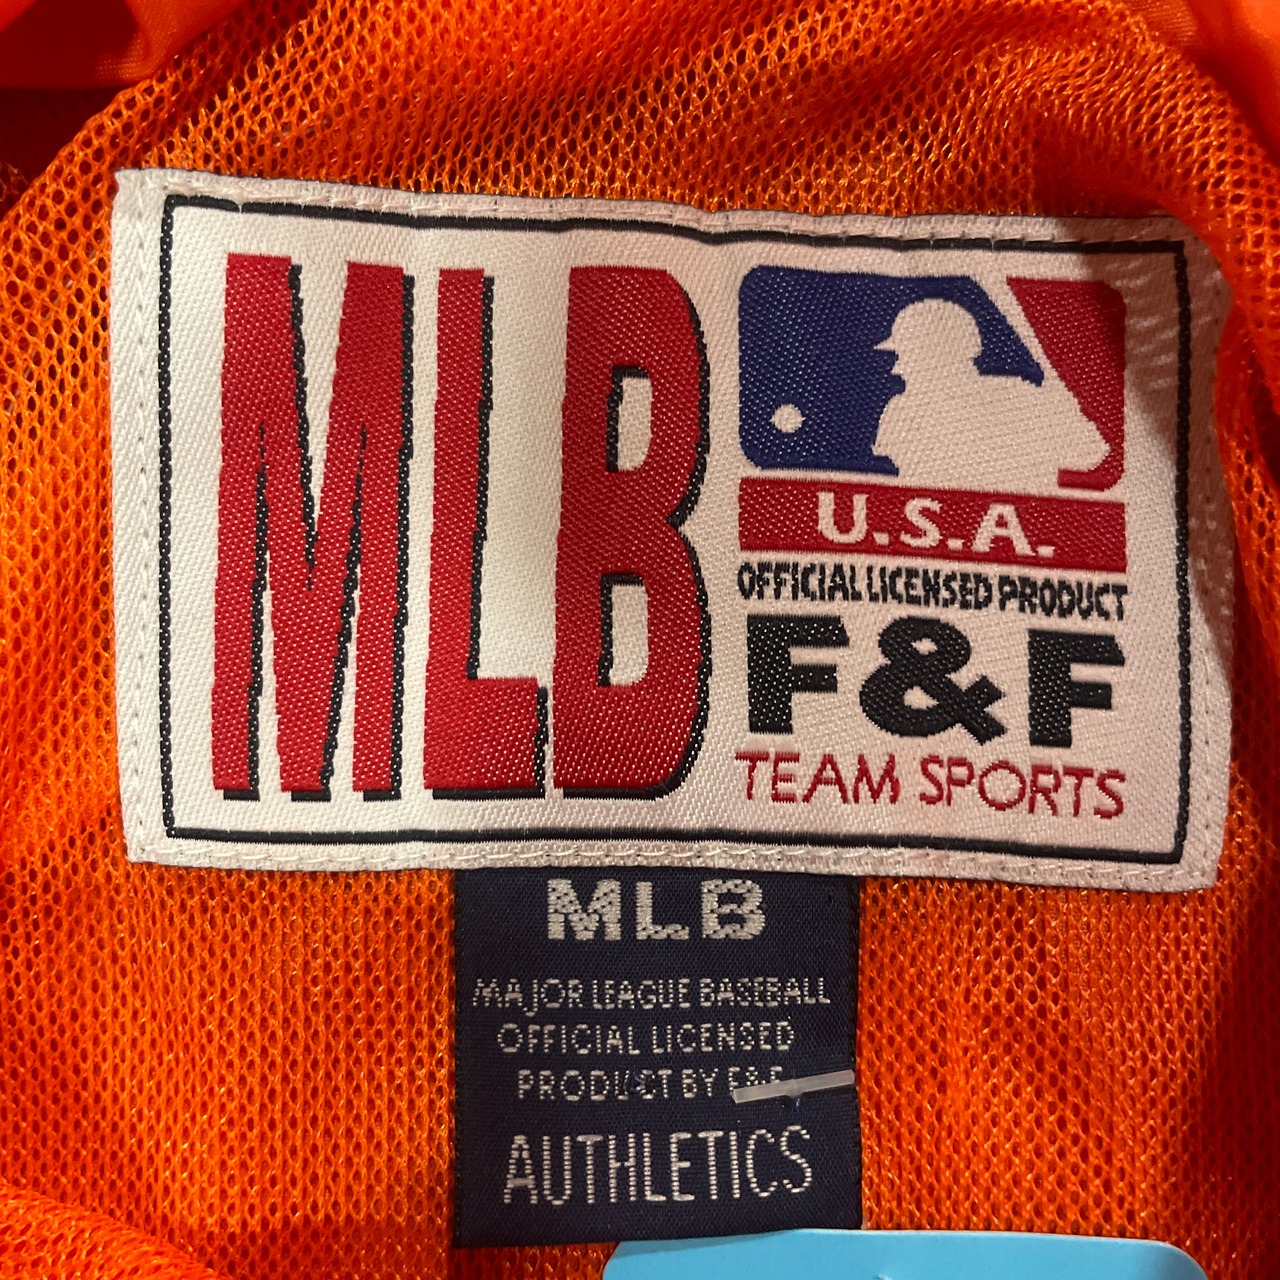 MLB
U.S.A.
OFFICIAL LICENSED PRODUCT
F&F
TEAM SPORTS
MLB
MAJOR LEAGUE BASEBALL
OFFICIAL LICENSED
PRODUCT BY F&F
AUTHLETICS